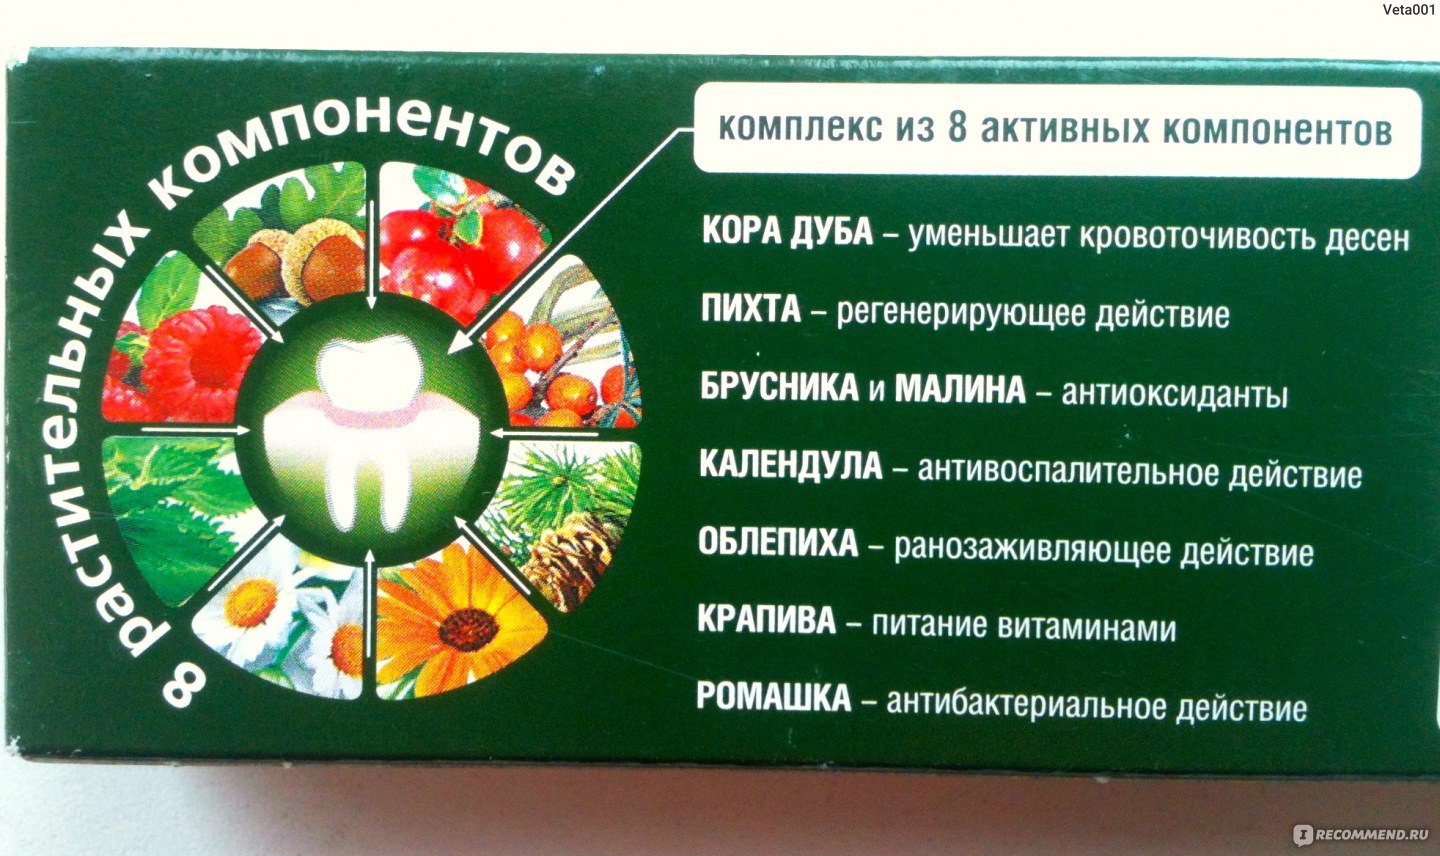 Veta001
8 растительных компонентов
комплекс из 8 активных компонентов
КОРА ДУБА – уменьшает кровоточивость десен
ПИХТА – регенерирующее действие
БРУСНИКА и МАЛИНА – антиоксиданты
КАЛЕНДУЛА – антивоспалительное действие
ОБЛЕПИХА – ранозаживляющее действие
КРАПИВА – питание витаминами
РОМАШКА – антибактериальное действие
I RECOMMEND.RU